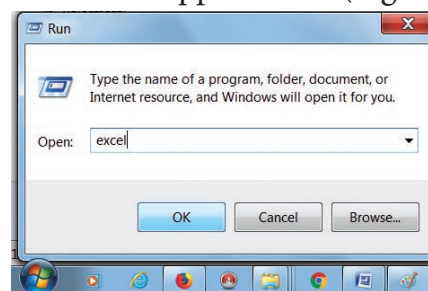 Run
Type the name of a program, folder, document, or
Internet resource, and Windows will open it for you.
Open: excel
OK Cancel Browse...